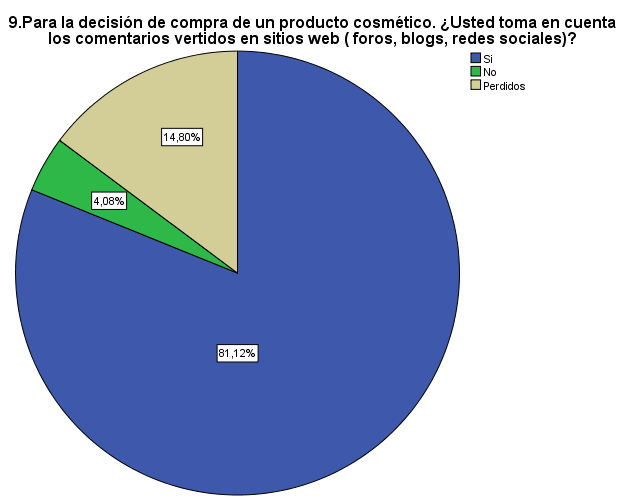 9.Para la decisión de compra de un producto cosmético. ¿Usted toma en cuenta
los comentarios vertidos en sitios web ( foros, blogs, redes sociales)?
Si
No
Perdidos
14,80%
4,08%
81,12%